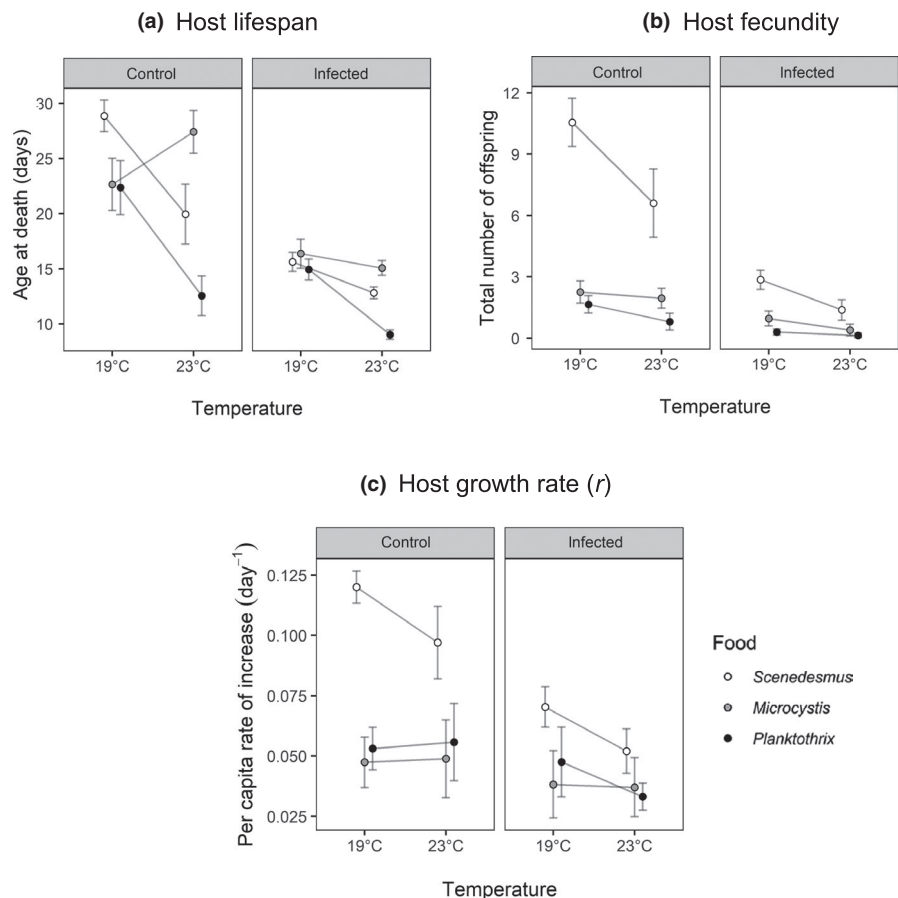 (a) Host lifespan
Control
Infected
Age at death (days)
30
25
20
15
10
19°C
23°C
19°C
23°C
Temperature
(b) Host fecundity
Control
Infected
Total number of offspring
12
9
6
3
0
19°C
23°C
19°C
23°C
Temperature
(c) Host growth rate (r)
Control
Infected
Per capita rate of increase (day⁻¹)
0.125
0.100
0.075
0.050
0.025
19°C
23°C
19°C
23°C
Temperature
Food
Scenedesmus
Microcystis
Planktothrix